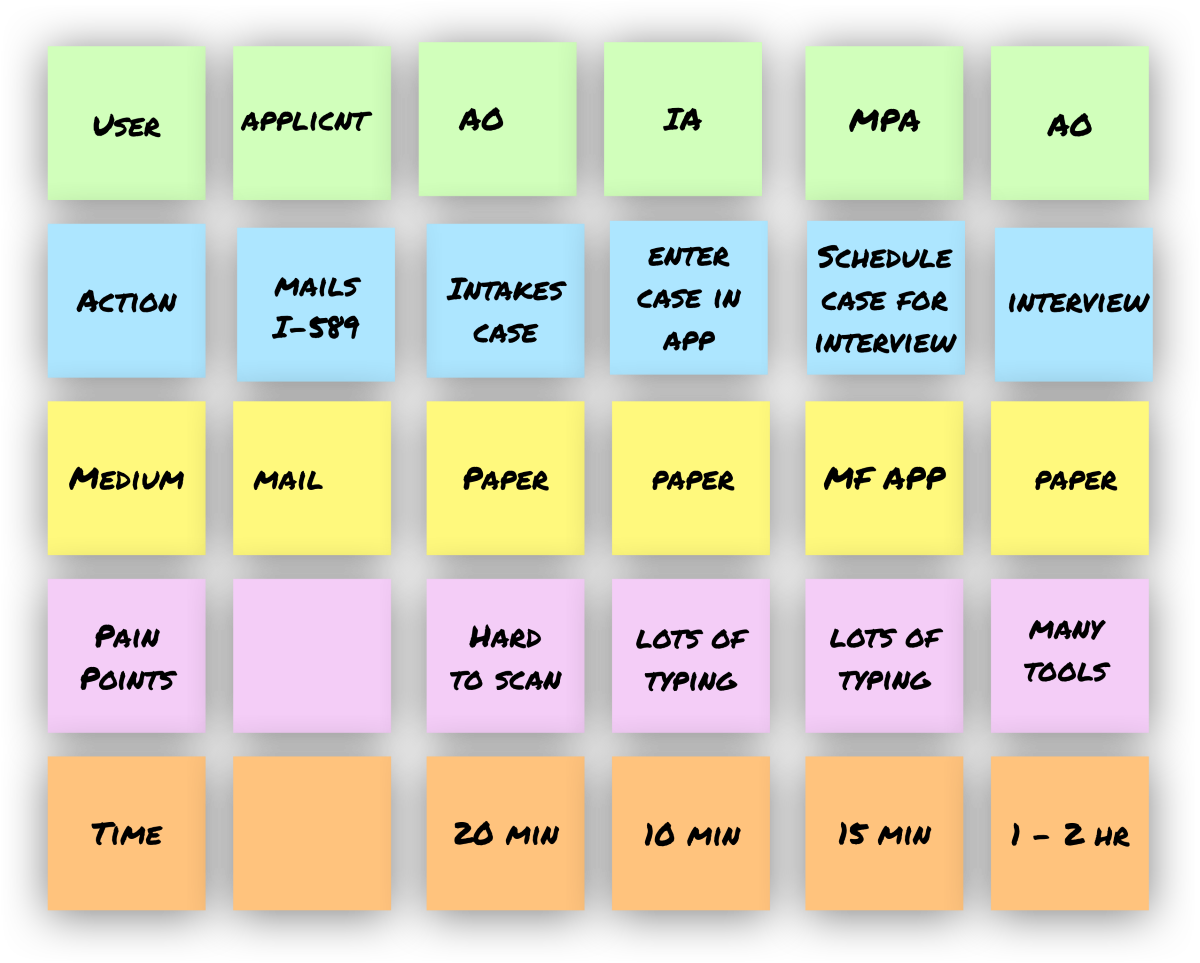 User
applicnt
AO
IA
MPA
AO
Action
mails
I-589
Intakes
case
enter
case in
app
Schedule
case for
interview
interview
Medium
mail
Paper
paper
MF APP
paper
Pain
Points
Hard
to scan
lots of
typing
lots of
typing
many
tools
Time
20 min
10 min
15 min
1 - 2 hr